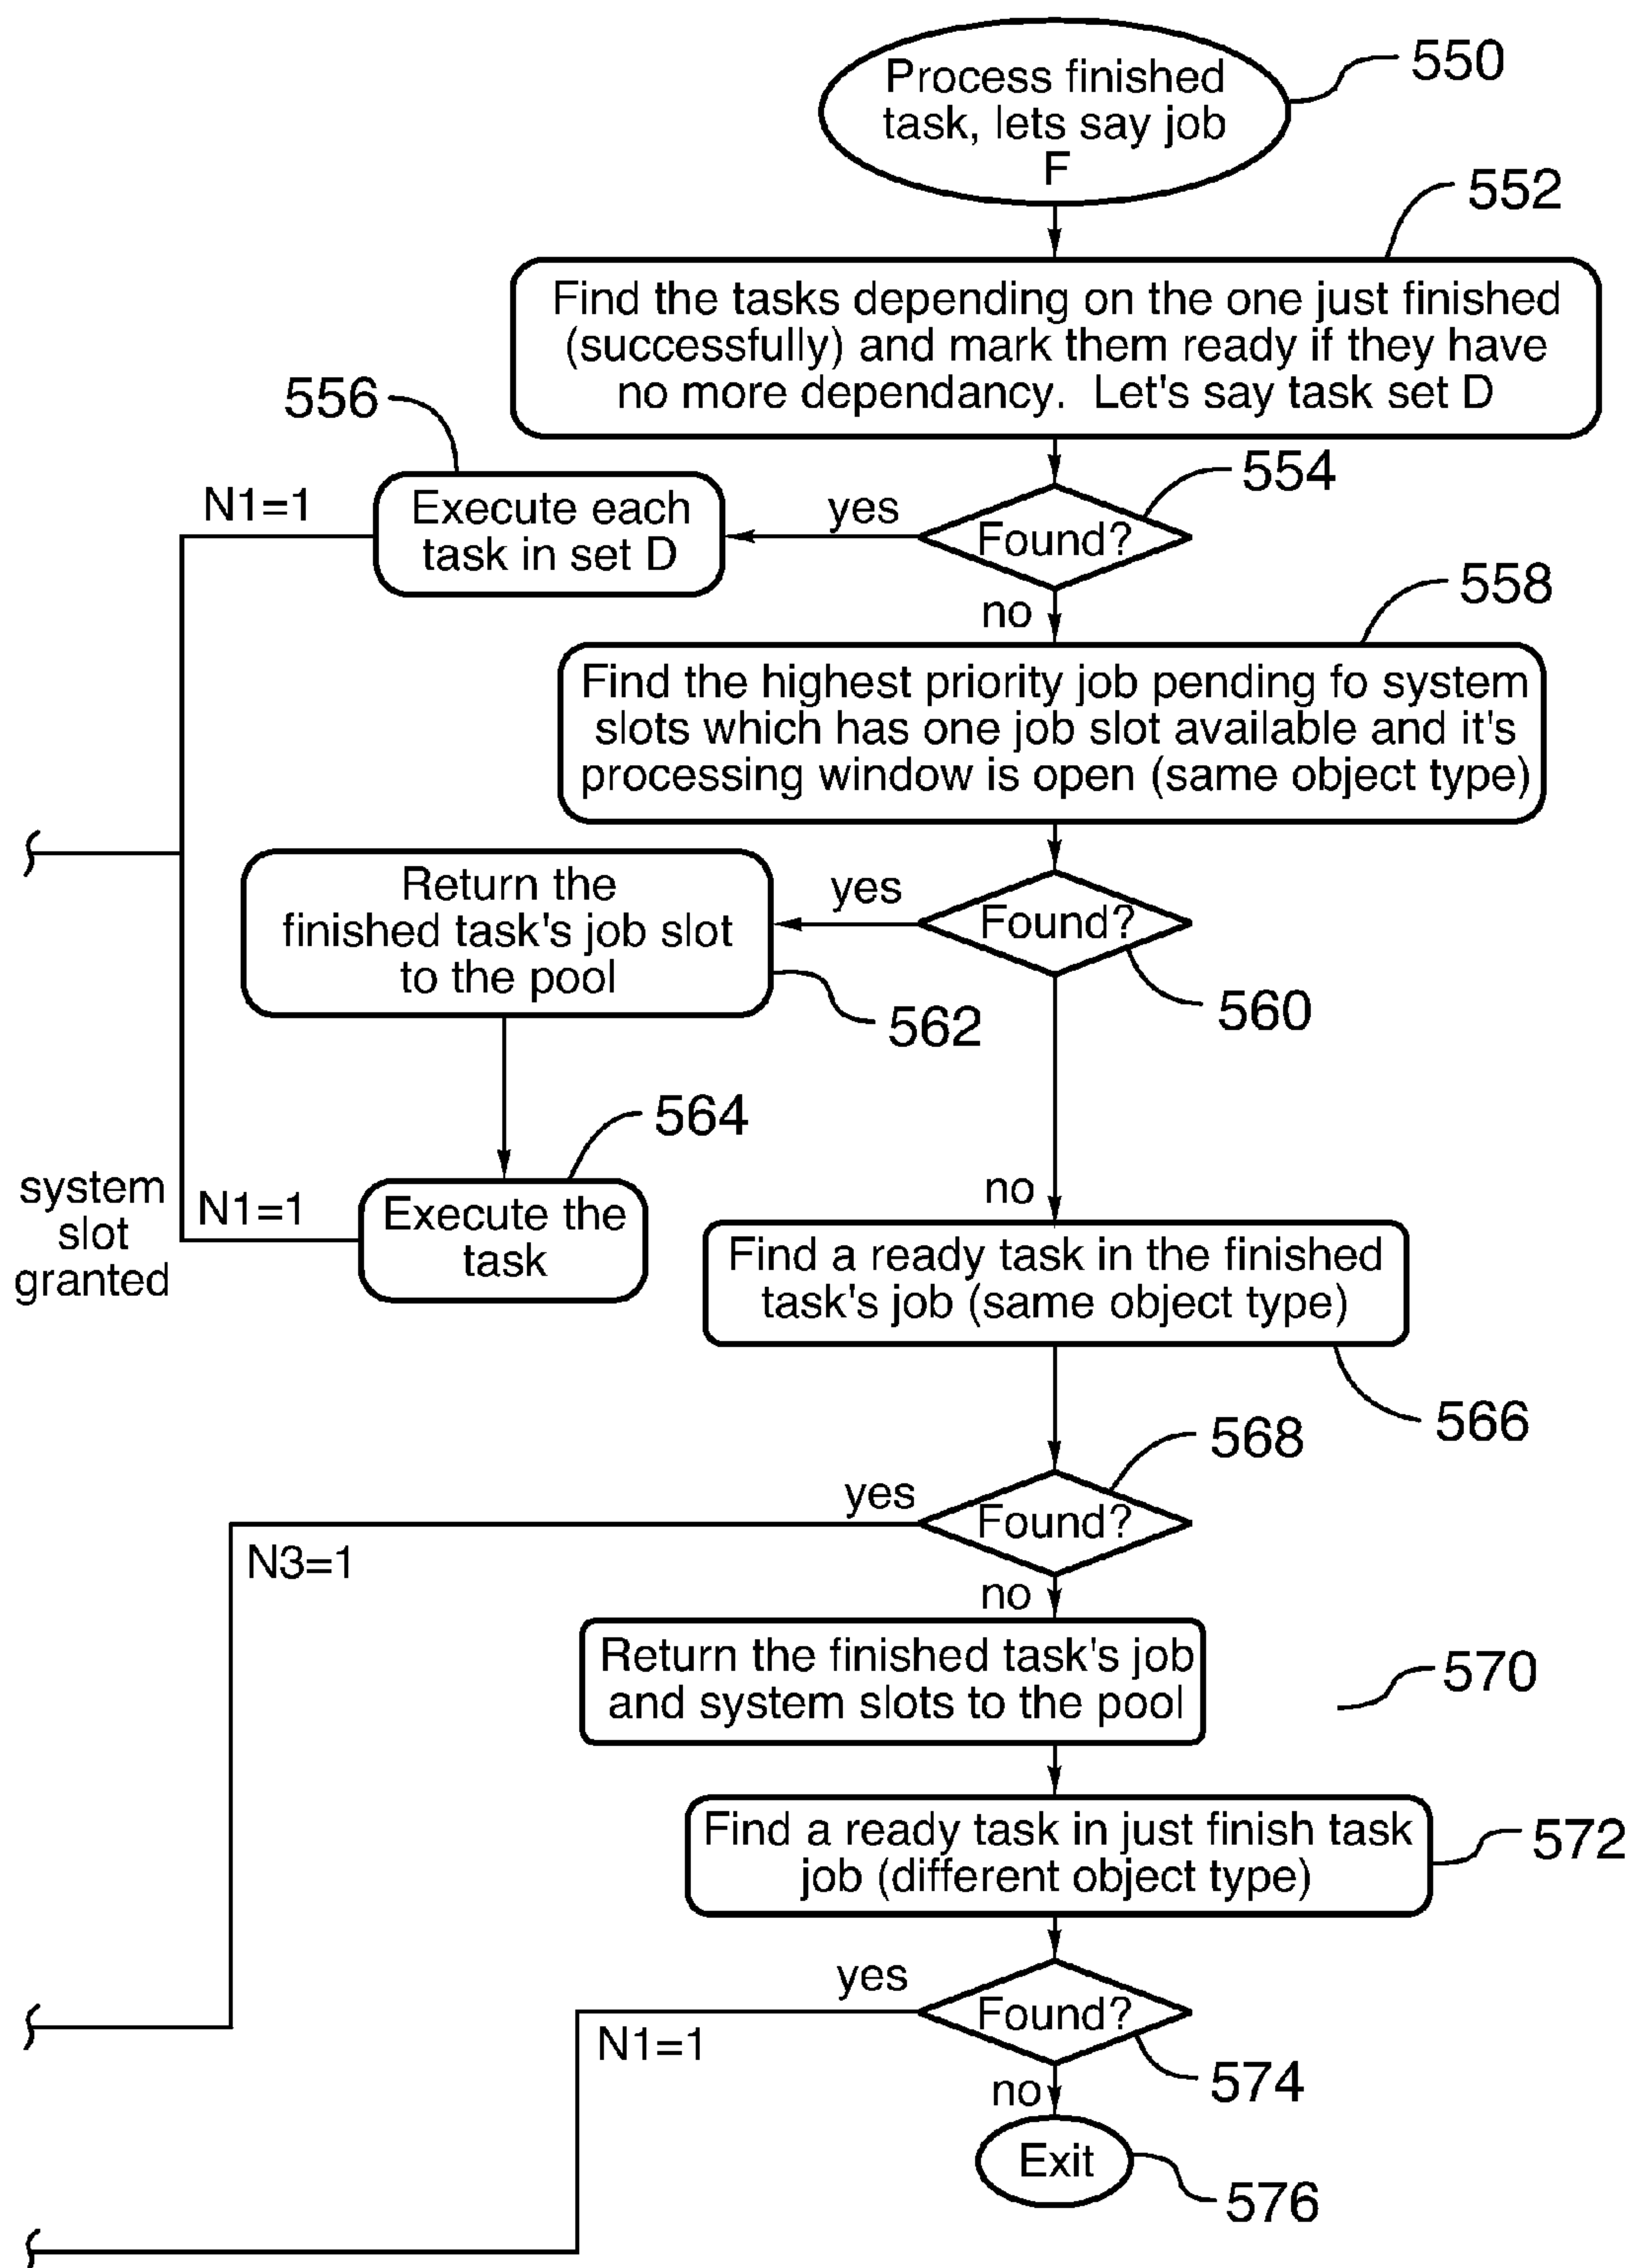 Process finished
task, lets say job
F
550
552
Find the tasks depending on the one just finished
(successfully) and mark them ready if they have
no more dependancy. Let's say task set D
556
554
N1=1
Execute each
task in set D
yes
Found?
no
558
Find the highest priority job pending fo system
slots which has one job slot available and it's
processing window is open (same object type)
Return the
finished task's job slot
to the pool
yes
Found?
562
560
564
system
slot
granted
N1=1
Execute the
task
no
Find a ready task in the finished
task's job (same object type)
566
568
yes
Found?
N3=1
no
Return the finished task's job
and system slots to the pool
570
Find a ready task in just finish task
job (different object type)
572
yes
Found?
N1=1
574
no
Exit
576